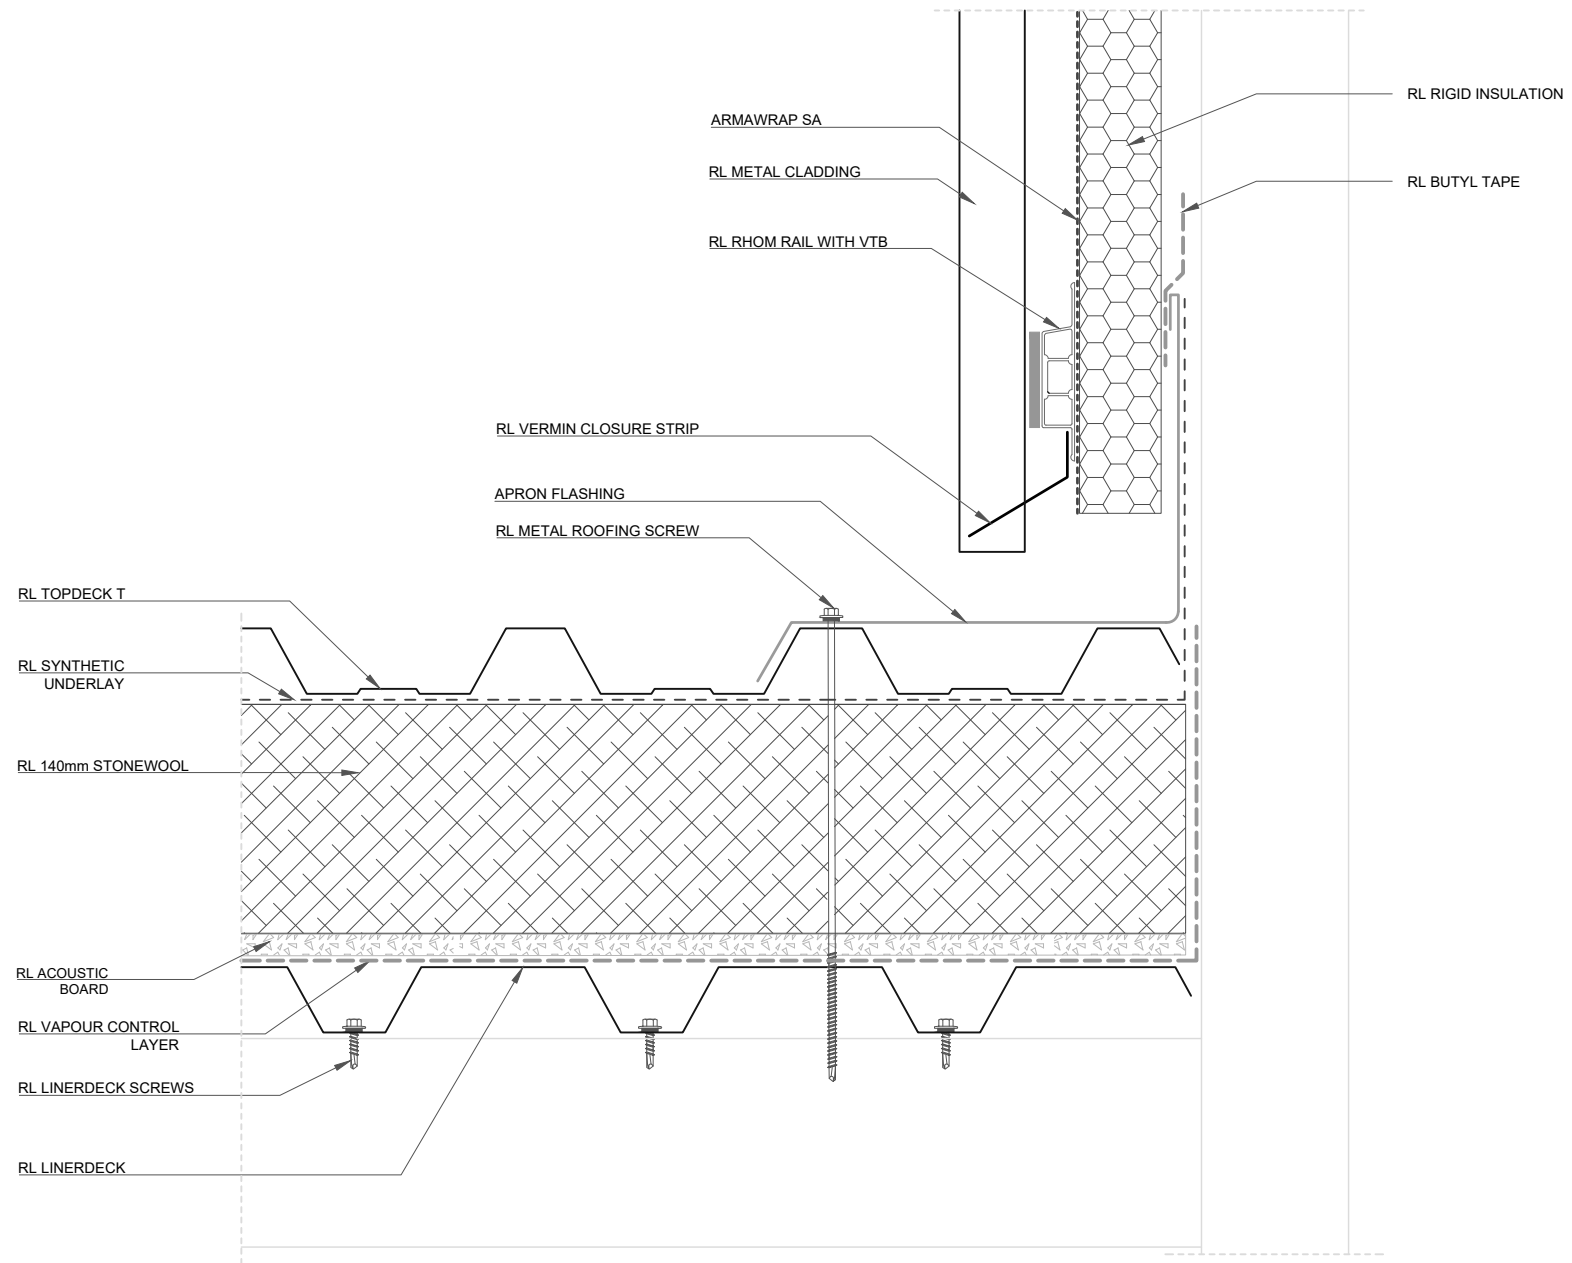 RL RIGID INSULATION
ARMAWRAP SA
RL METAL CLADDING
RL BUTYL TAPE
RL RHOM RAIL WITH VTB
RL VERMIN CLOSURE STRIP
APRON FLASHING
RL METAL ROOFING SCREW
RL TOPDECK T
RL SYNTHETIC
UNDERLAY
RL 140mm STONEWOOL
RL ACOUSTIC
BOARD
RL VAPOUR CONTROL
LAYER
RL LINERDECK SCREWS
RL LINERDECK